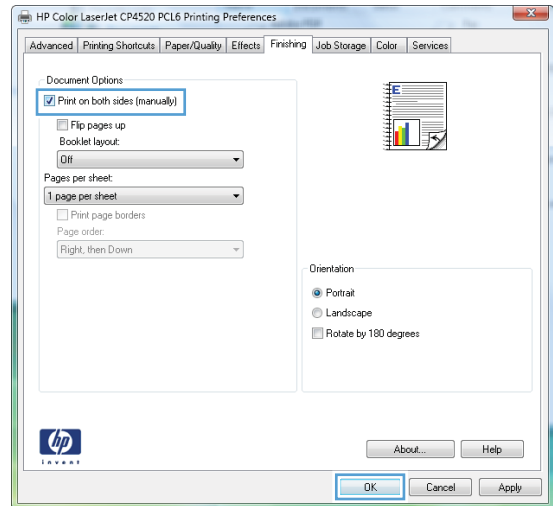 HP Color LaserJet CP4520 PCL6 Printing Preferences
Advanced Printing Shortcuts Paper/Quality Effects Finishing Job Storage Color Services
Document Options
Print on both sides (manually)
Flip pages up
Booklet layout:
Off
Pages per sheet:
1 page per sheet
Print page borders
Page order:
Right, then Down
E
Orientation
Portrait
Landscape
Rotate by 180 degrees
hp
invent
About... Help
OK Cancel Apply